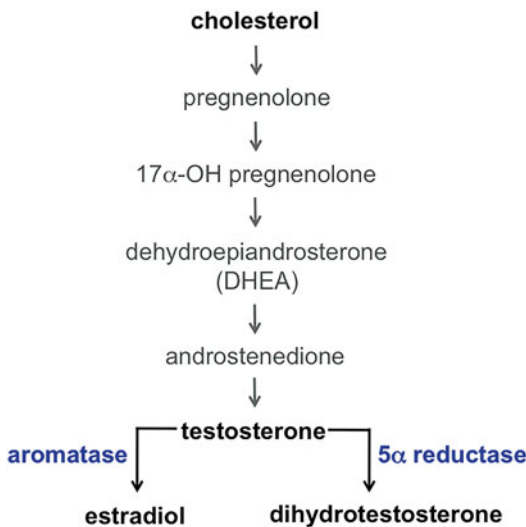 cholesterol
pregnenolone
17α-OH pregnenolone
dehydroepiandrosterone
(DHEA)
androstenedione
testosterone
aromatase
5α reductase
estradiol
dihydrotestosterone